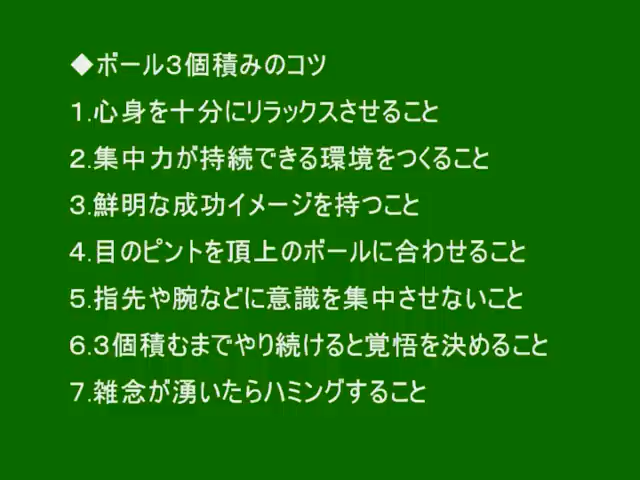 ◆ボール３個積みのコツ
１.心身を十分にリラックスさせること
２.集中力が持続できる環境をつくること
３.鮮明な成功イメージを持つこと
４.目のピントを頂上のボールに合わせること
５.指先や腕などに意識を集中させないこと
６.３個積むまでやり続けると覚悟を決めること
７.雑念が湧いたらハミングすること